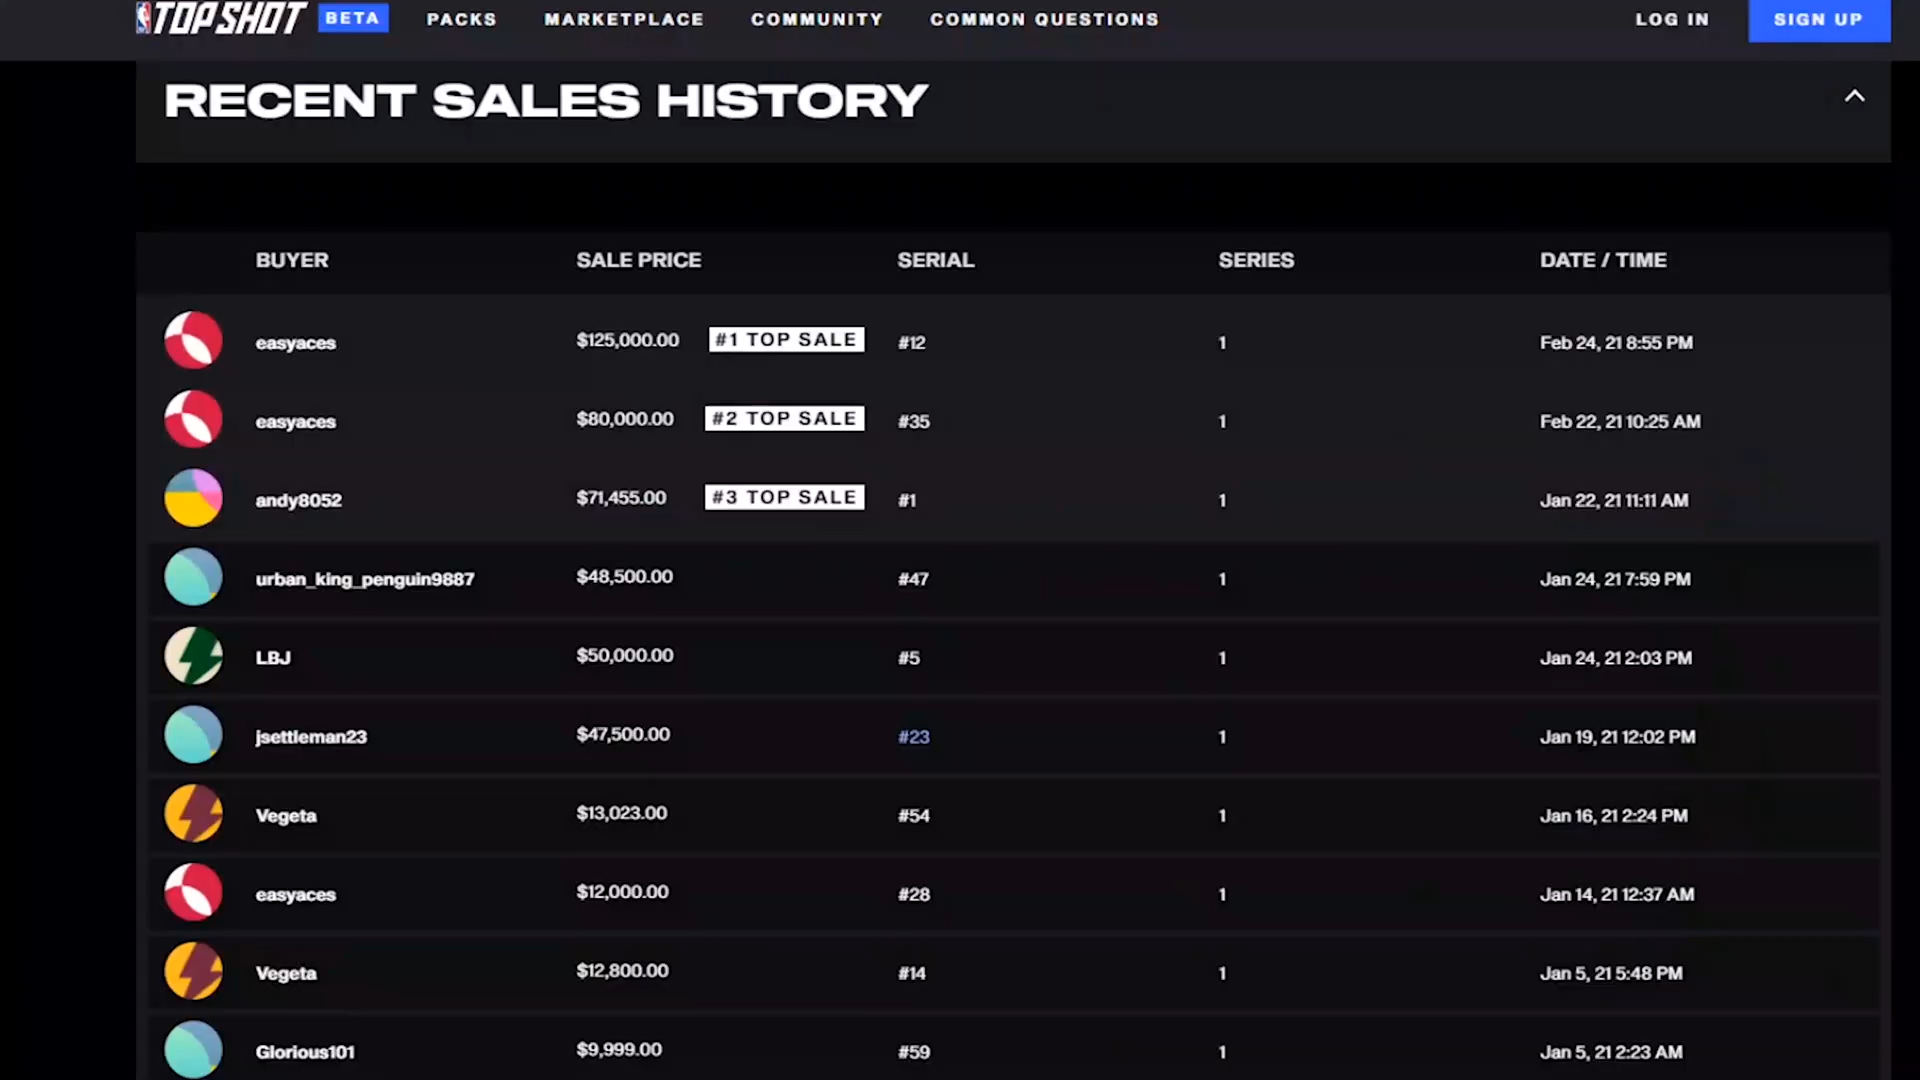 TOP SHOT BETA PACKS MARKETPLACE COMMUNITY COMMON QUESTIONS LOG IN SIGN UP
RECENT SALES HISTORY
BUYER SALE PRICE SERIAL SERIES DATE / TIME
easyaces $125,000.00 #1 TOP SALE #12 1 Feb 24, 21 8:55 PM
easyaces $80,000.00 #2 TOP SALE #35 1 Feb 22, 21 10:25 AM
andy8052 $71,455.00 #3 TOP SALE #1 1 Jan 22, 21 11:11 AM
urban_king_penguin9887 $48,500.00 #47 1 Jan 24, 21 7:59 PM
LBJ $50,000.00 #5 1 Jan 24, 21 2:03 PM
jsettleman23 $47,500.00 #23 1 Jan 19, 21 12:02 PM
Vegeta $13,023.00 #54 1 Jan 16, 21 2:24 PM
easyaces $12,000.00 #28 1 Jan 14, 21 12:37 AM
Vegeta $12,800.00 #14 1 Jan 5, 21 5:48 PM
Glorious101 $9,999.00 #59 1 Jan 5, 21 2:23 AM